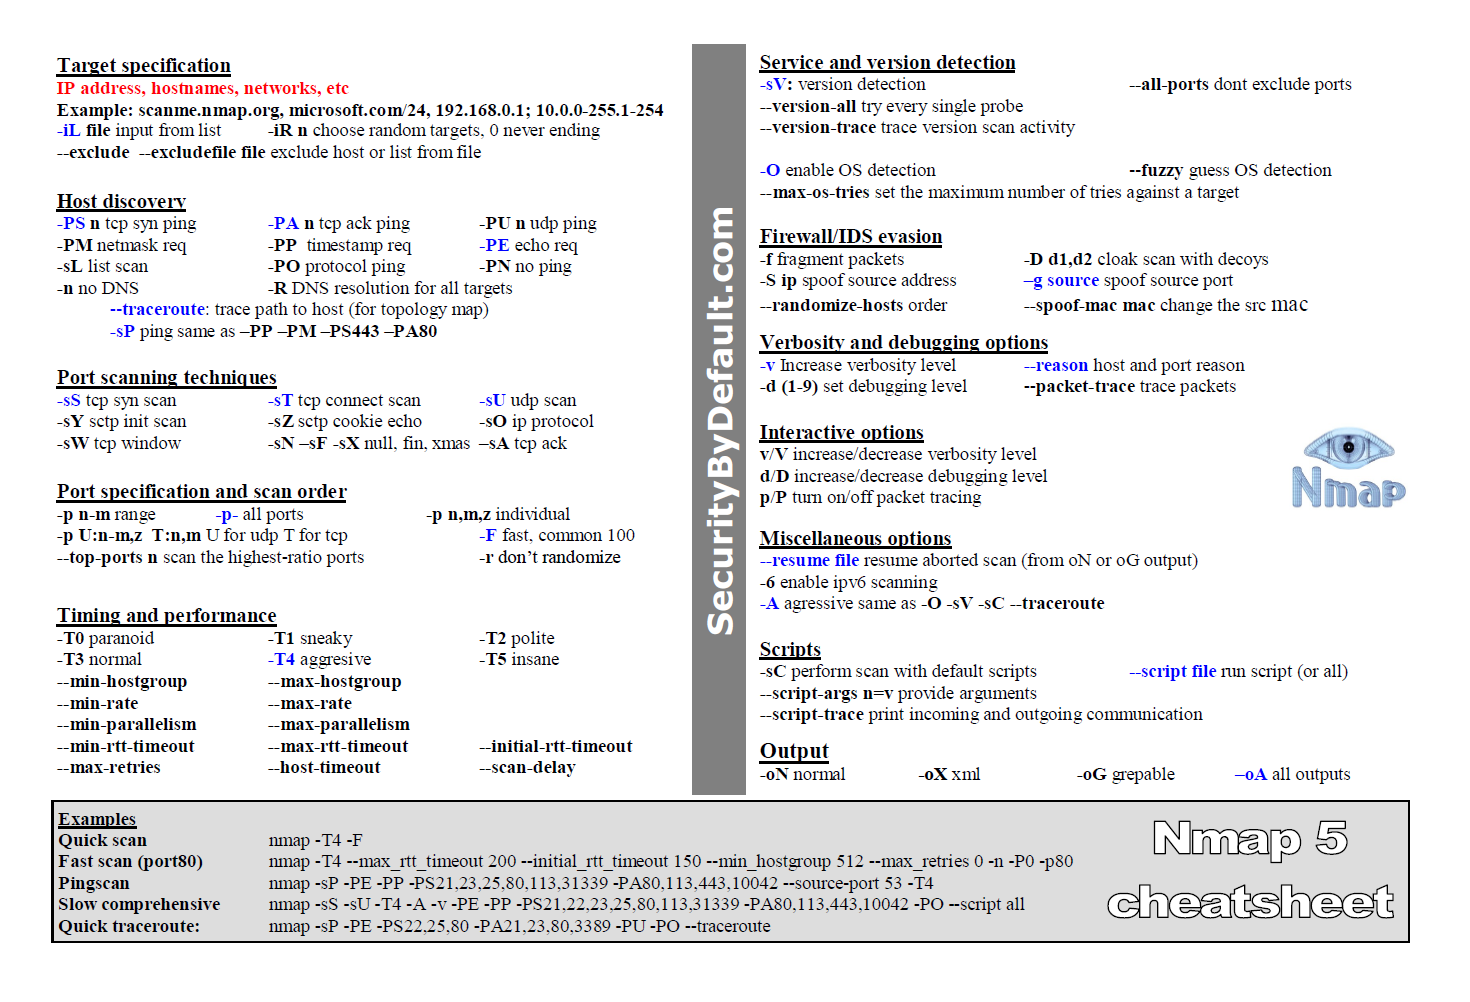 Target specification
IP address, hostnames, networks, etc
Example: scanme.nmap.org, microsoft.com/24, 192.168.0.1; 10.0.0-255.1-254
-iL file input from list -iR n choose random targets, 0 never ending
--exclude --excludefile file exclude host or list from file
Host discovery
-PS n tcp syn ping -PA n tcp ack ping -PU n udp ping
-PM netmask req -PP timestamp req -PE echo req
-sL list scan -PO protocol ping -PN no ping
-n no DNS -R DNS resolution for all targets
--traceroute: trace path to host (for topology map)
-sP ping same as –PP –PM –PS443 –PA80
Port scanning techniques
-sS tcp syn scan -sT tcp connect scan -sU udp scan
-sY sctp init scan -sZ sctp cookie echo -sO ip protocol
-sW tcp window -sN –sF -sX null, fin, xmas –sA tcp ack
Port specification and scan order
-p n-m range -p- all ports -p n,m,z individual
-p U:n-m,z T:n,m U for udp T for tcp -F fast, common 100
--top-ports n scan the highest-ratio ports -r don’t randomize
Timing and performance
-T0 paranoid -T1 sneaky -T2 polite
-T3 normal -T4 aggresive -T5 insane
--min-hostgroup --max-hostgroup
--min-rate --max-rate
--min-parallelism --max-parallelism
--min-rtt-timeout --max-rtt-timeout --initial-rtt-timeout
--max-retries --host-timeout --scan-delay
SecurityByDefault.com
Service and version detection
-sV: version detection --all-ports dont exclude ports
--version-all try every single probe
--version-trace trace version scan activity
-O enable OS detection --fuzzy guess OS detection
--max-os-tries set the maximum number of tries against a target
Firewall/IDS evasion
-f fragment packets -D d1,d2 cloak scan with decoys
-S ip spoof source address –g source spoof source port
--randomize-hosts order --spoof-mac mac change the src mac
Verbosity and debugging options
-v Increase verbosity level --reason host and port reason
-d (1-9) set debugging level --packet-trace trace packets
Interactive options
v/V increase/decrease verbosity level
d/D increase/decrease debugging level
p/P turn on/off packet tracing
Nmap
Miscellaneous options
--resume file resume aborted scan (from oN or oG output)
-6 enable ipv6 scanning
-A agressive same as -O -sV -sC --traceroute
Scripts
-sC perform scan with default scripts --script file run script (or all)
--script-args n=v provide arguments
--script-trace print incoming and outgoing communication
Output
-oN normal -oX xml -oG grepable –oA all outputs
Examples
Quick scan nmap -T4 -F
Fast scan (port80) nmap -T4 --max_rtt_timeout 200 --initial_rtt_timeout 150 --min_hostgroup 512 --max_retries 0 -n -P0 -p80
Pingscan nmap -sP -PE -PP -PS21,23,25,80,113,31339 -PA80,113,443,10042 --source-port 53 -T4
Slow comprehensive nmap -sS -sU -T4 -A -v -PE -PP -PS21,22,23,25,80,113,31339 -PA80,113,443,10042 -PO --script all
Quick traceroute: nmap -sP -PE -PS22,25,80 -PA21,23,80,3389 -PU -PO --traceroute
Nmap 5
cheatsheet